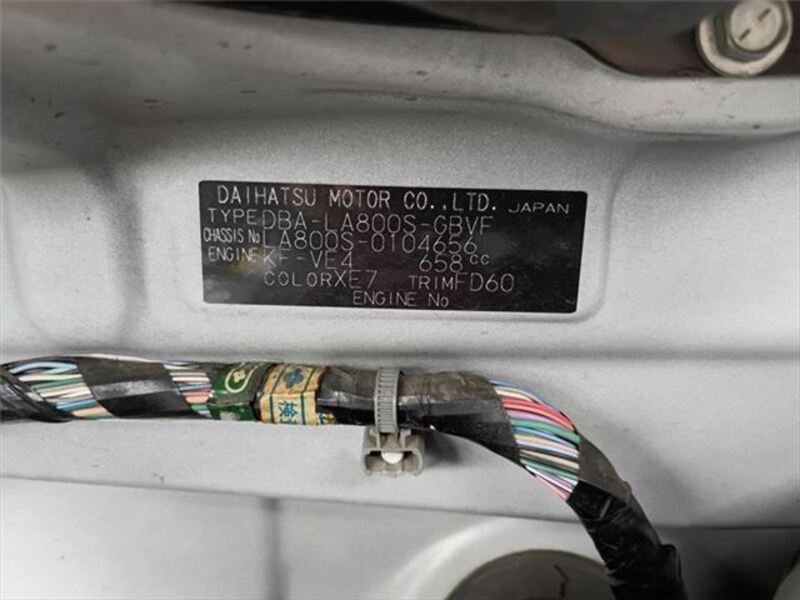 DAIHATSU MOTOR CO.,LTD. JAPAN
TYPE DBA-LA800S-GBVF
CHASSIS No LA800S-0104656
ENGINE KF-VE4 658cc
COLOR XE7 TRIM FD60
ENGINE No
検